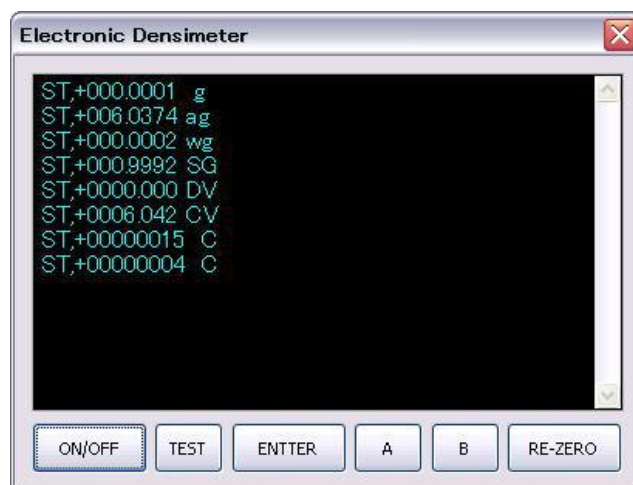 Electronic Densimeter
ST,+000.0001 g
ST,+006.0374 ag
ST,+000.0002 wg
ST,+000.9992 SG
ST,+0000.000 DV
ST,+0006.042 CV
ST,+00000015 C
ST,+00000004 C
ON/OFF TEST ENTTER A B RE-ZERO